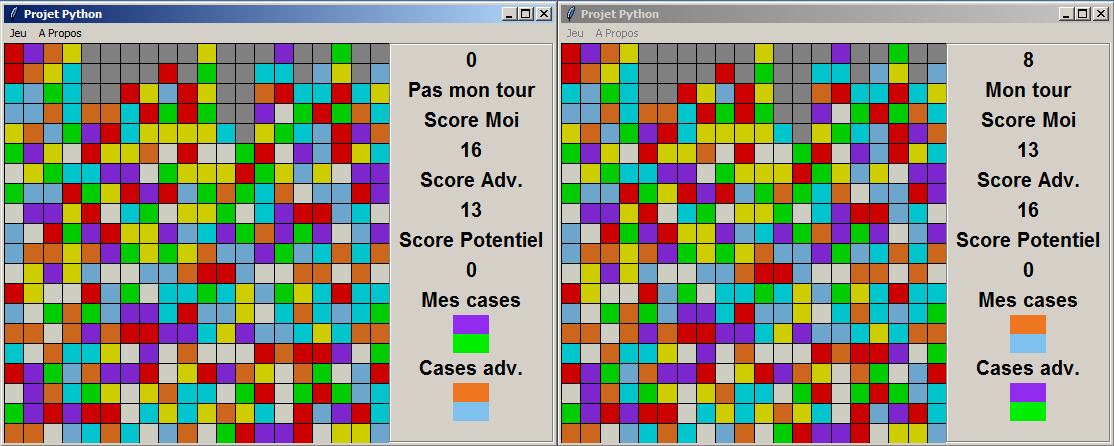 Projet Python
Jeu A Propos
0
Pas mon tour
Score Moi
16
Score Adv.
13
Score Potentiel
0
Mes cases
Cases adv.
Projet Python
Jeu A Propos
8
Mon tour
Score Moi
13
Score Adv.
16
Score Potentiel
0
Mes cases
Cases adv.